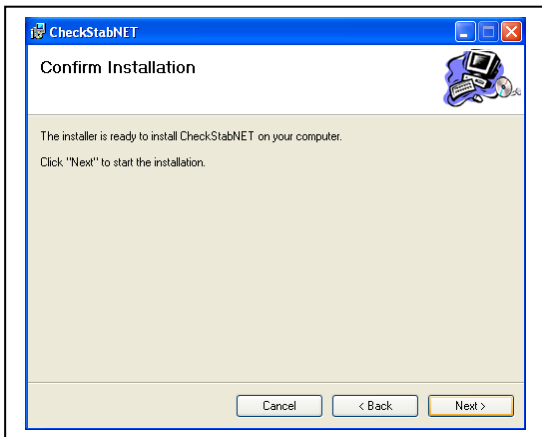 CheckStabNET
Confirm Installation
The installer is ready to install CheckStabNET on your computer.
Click "Next" to start the installation.
Cancel
< Back
Next >